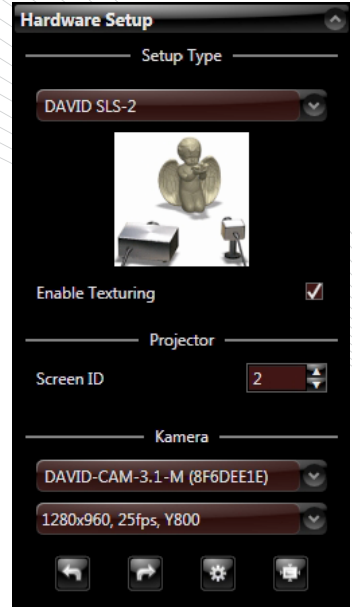 Hardware Setup
Setup Type
DAVID SLS-2
Enable Texturing
Projector
Screen ID 2
Kamera
DAVID-CAM-3.1-M (8F6DEE1E)
1280x960, 25fps, Y800